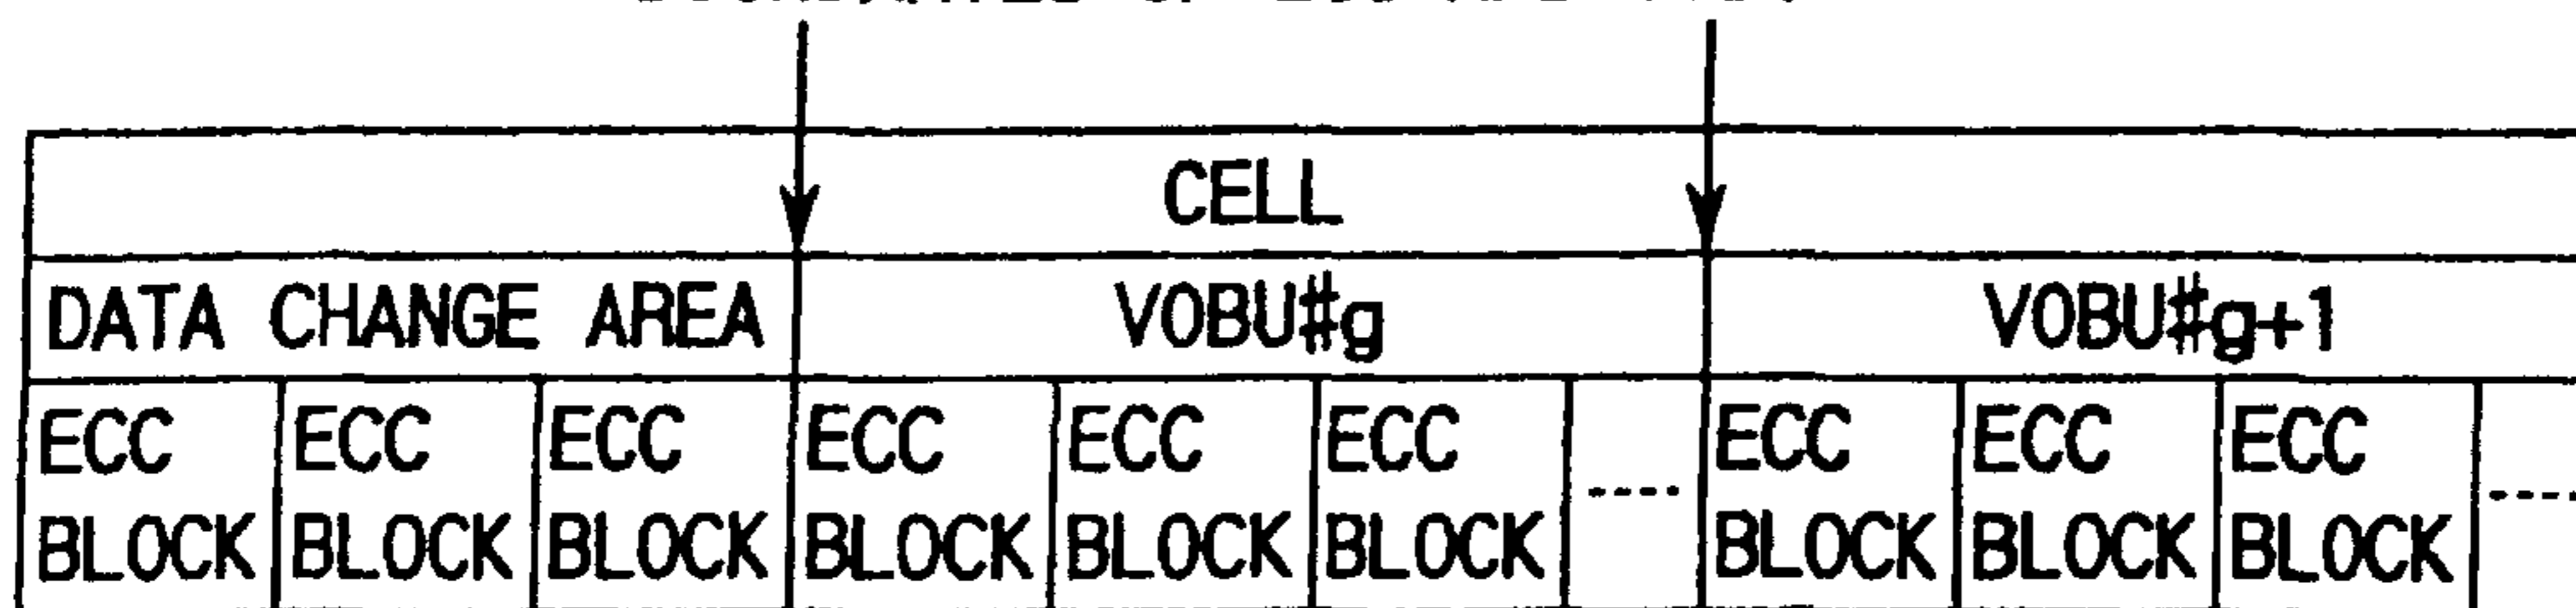 CELL
DATA CHANGE AREA VOBU#g VOBU#g+1
ECC ECC ECC ECC ECC ECC ECC ECC ECC
BLOCK BLOCK BLOCK BLOCK BLOCK BLOCK ---- BLOCK BLOCK BLOCK ----